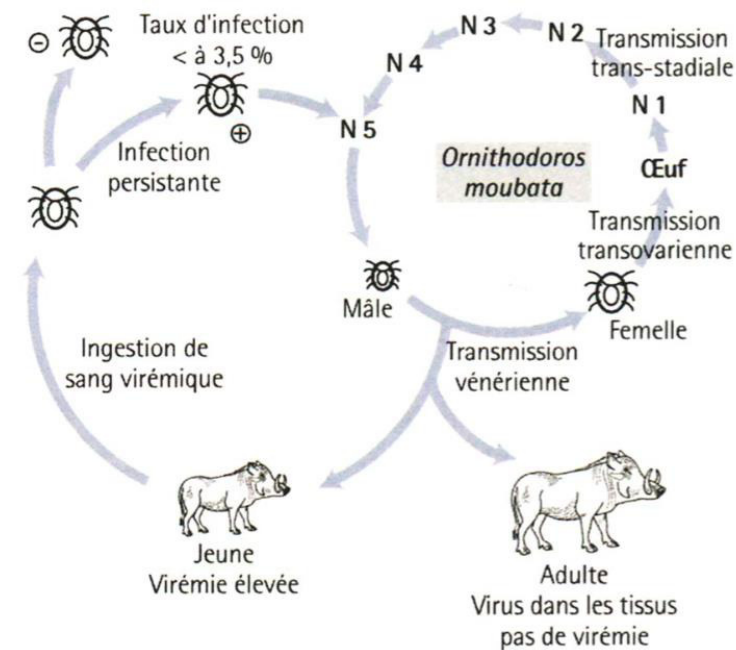 Taux d'infection
< à 3,5 %
⊖
⊕
Infection
persistante
N 5
N 4
N 3
N 2
Transmission
trans-stadiale
N 1
Œuf
Ornithodoros
moubata
Transmission
transovarienne
Femelle
Mâle
Transmission
vénérienne
Ingestion de
sang virémique
Jeune
Virémie élevée
Adulte
Virus dans les tissus
pas de virémie